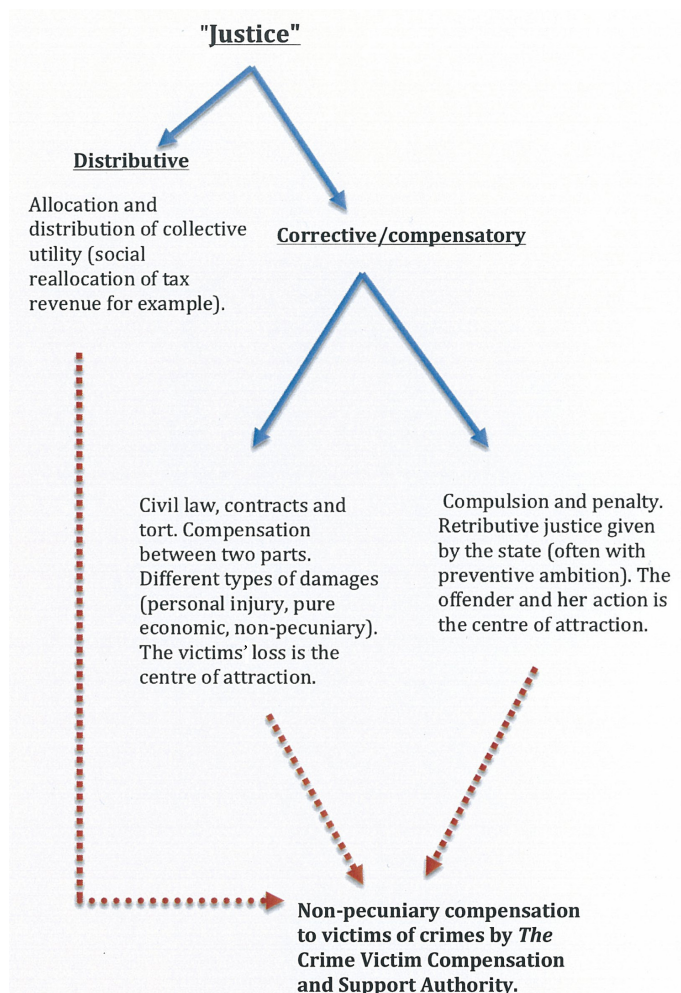 "Justice"
Distributive
Allocation and
distribution of collective
utility (social
reallocation of tax
revenue for example).
Corrective/compensatory
Civil law, contracts and
tort. Compensation
between two parts.
Different types of damages
(personal injury, pure
economic, non-pecuniary).
The victims' loss is the
centre of attraction.
Compulsion and penalty.
Retributive justice given
by the state (often with
preventive ambition). The
offender and her action is
the centre of attraction.
Non-pecuniary compensation
to victims of crimes by The
Crime Victim Compensation
and Support Authority.